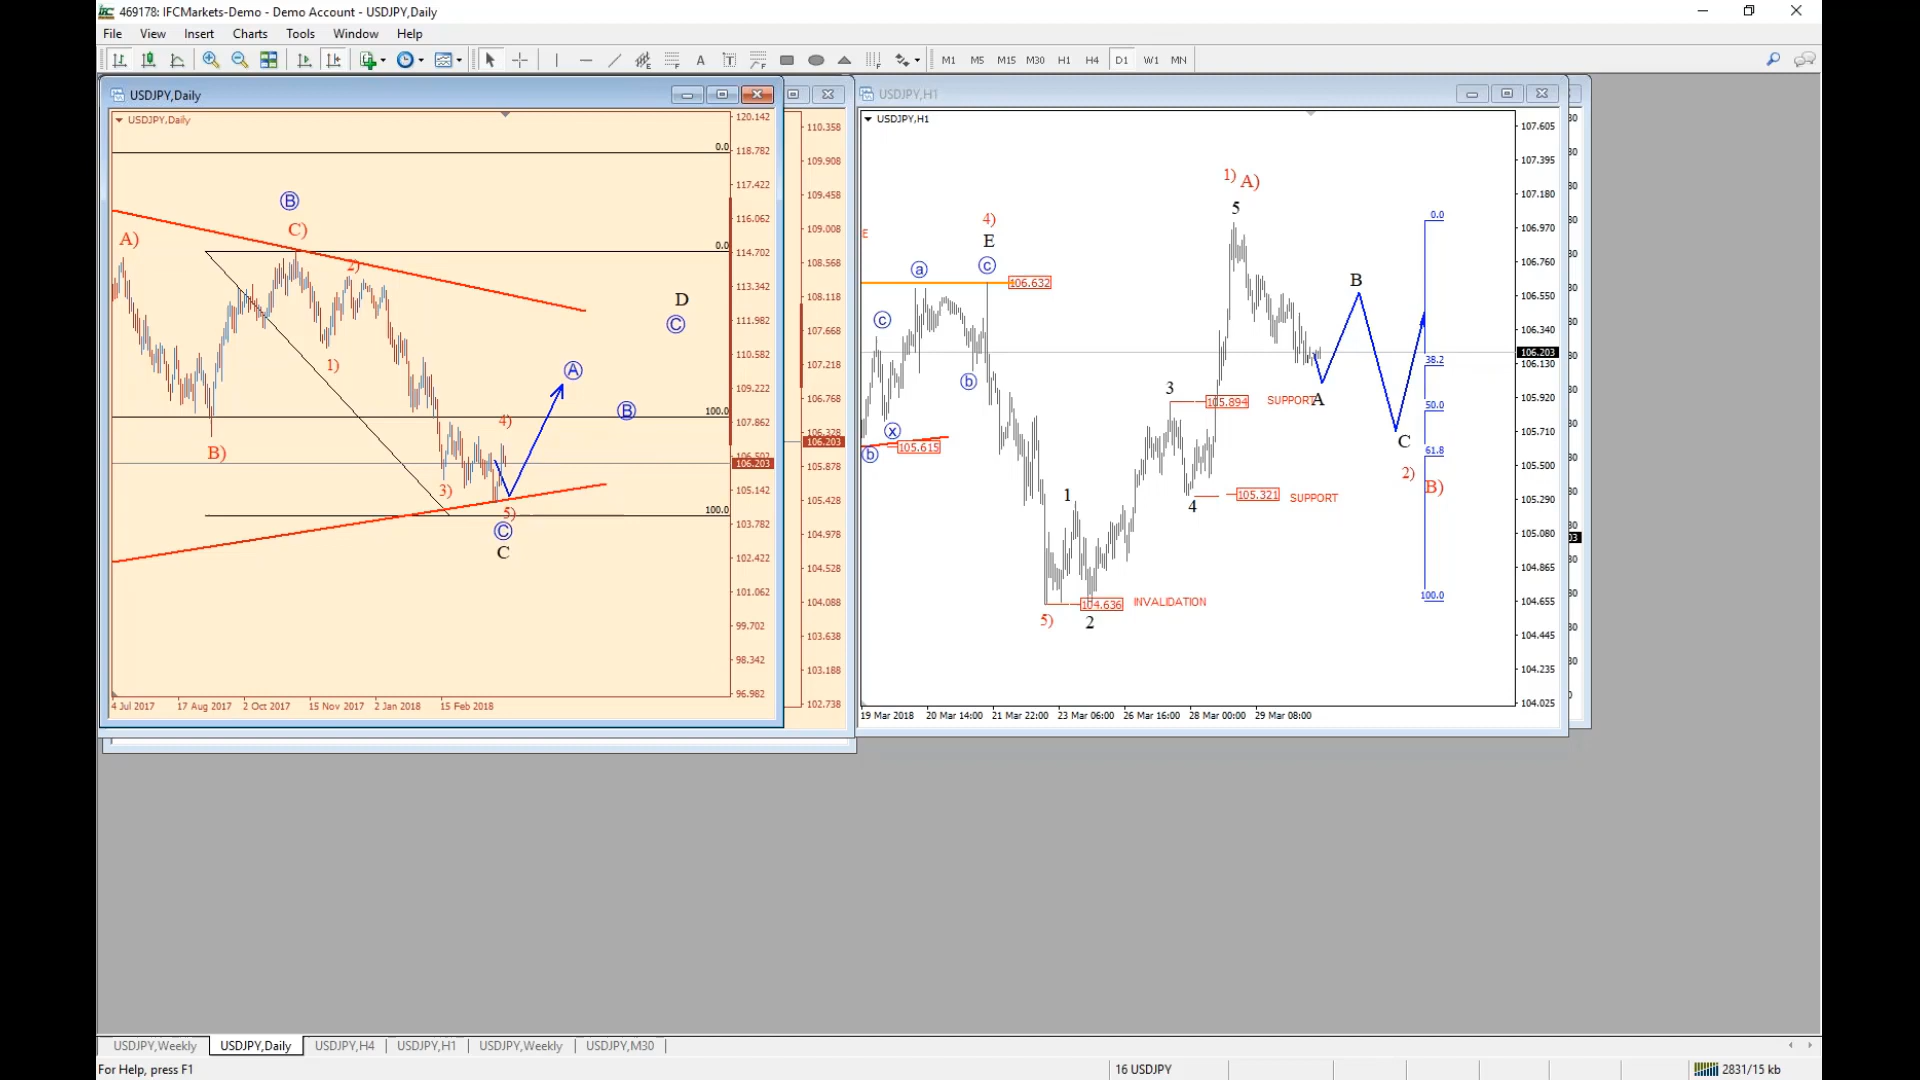 469178: IFCMarkets-Demo - Demo Account - USDJPY,Daily
File View Insert Charts Tools Window Help
A T M1 M5 M15 M30 H1 H4 D1 W1 MN
USDJPY,Daily
USDJPY,Daily
120.142
118.782
117.422
116.062
114.702
113.342
111.982
110.582
109.222
107.862
106.502
106.203
105.142
103.782
102.422
101.062
99.702
98.342
96.982
0.0
0.0
100.0
100.0
A)
B)
B
C)
2)
1)
3)
4)
5)
C
C
A
B
D
C
4 Jul 2017 17 Aug 2017 2 Oct 2017 15 Nov 2017 2 Jan 2018 15 Feb 2018
110.358
109.908
109.458
109.008
108.568
108.118
107.668
107.218
106.768
106.328
106.203
105.878
105.428
104.978
104.528
104.088
103.638
103.188
102.738
USDJPY,H1
USDJPY,H1
107.605
107.395
107.180
106.970
106.760
106.550
106.340
106.203
106.130
105.920
105.710
105.500
105.290
105.080
104.865
104.655
104.445
104.235
104.025
1) A)
5
4)
E
E
a
c
106.632
c
b
x
b
105.615
3
105.894 SUPPORT
A
B
C
2) B)
1
4
105.321 SUPPORT
104.636 INVALIDATION
5)
2
0.0
38.2
50.0
61.8
100.0
19 Mar 2018 20 Mar 14:00 21 Mar 22:00 23 Mar 06:00 26 Mar 16:00 28 Mar 00:00 29 Mar 08:00
USDJPY,Weekly USDJPY,Daily USDJPY,H4 USDJPY,H1 USDJPY,Weekly USDJPY,M30
For Help, press F1 16 USDJPY 2831/15 kb